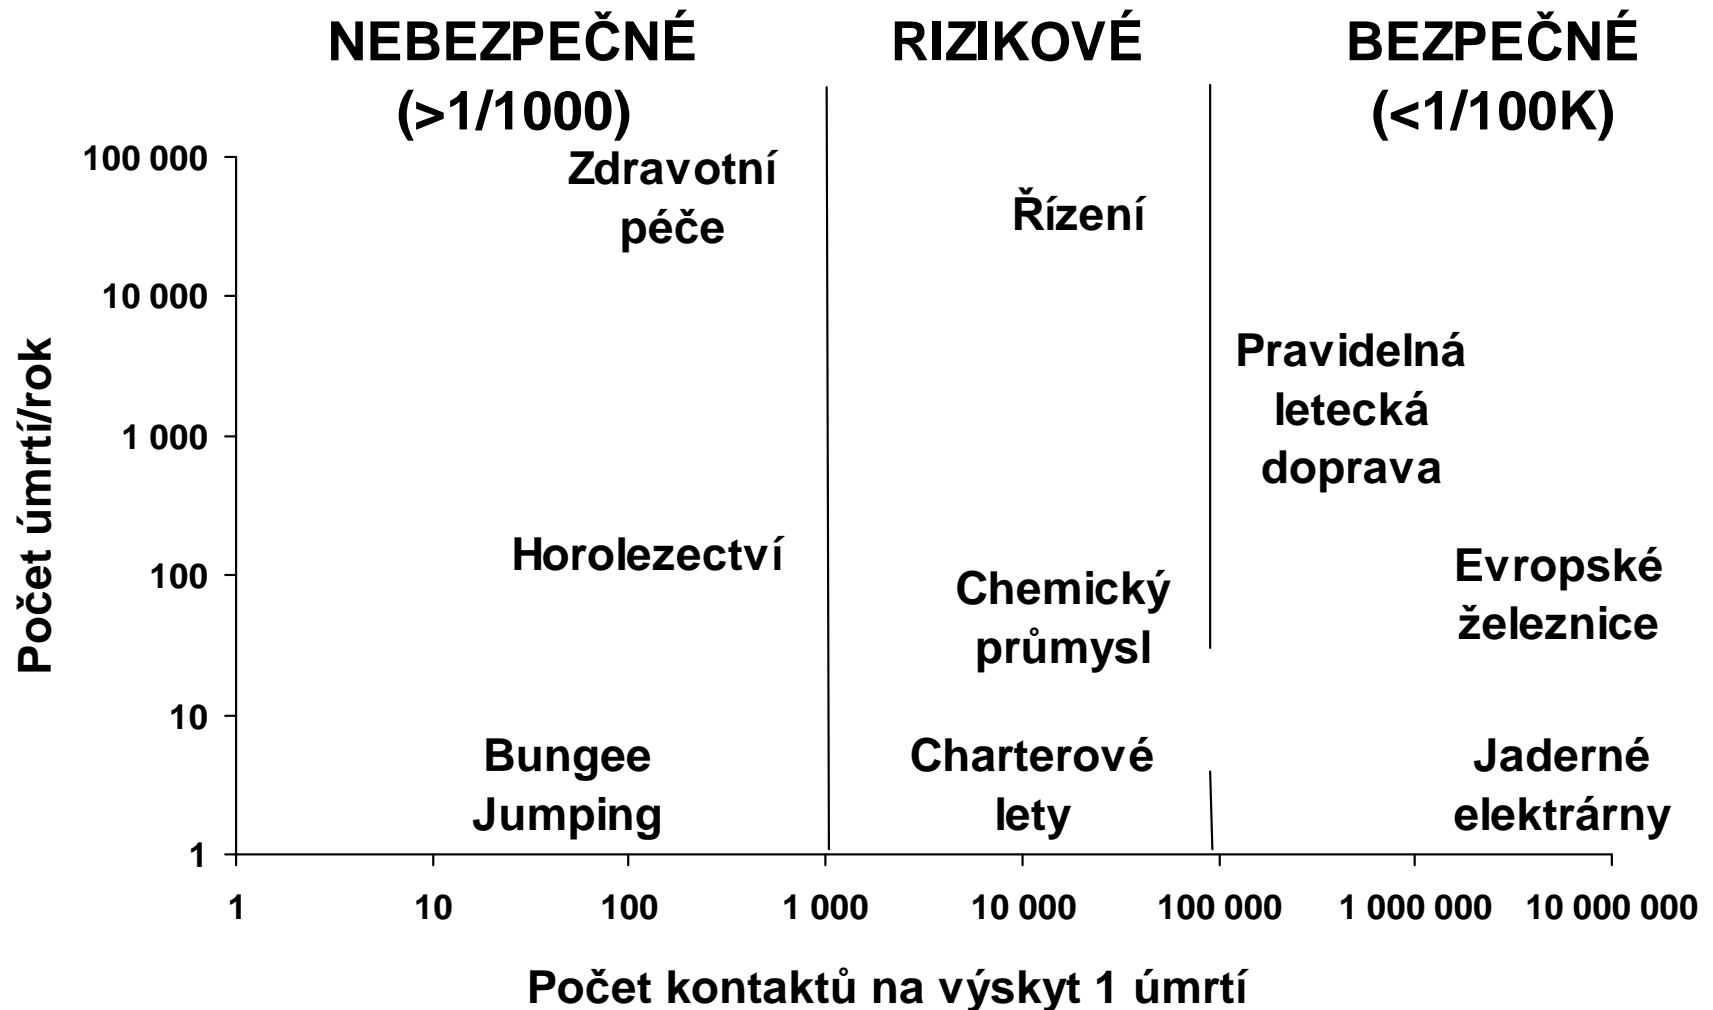 NEBEZPEČNÉ
(>1/1000)
RIZIKOVÉ
BEZPEČNÉ
(<1/100K)
Počet úmrtí/rok
100 000
10 000
1 000
100
10
1
Zdravotní
péče
Řízení
Pravidelná
letecká
doprava
Horolezectví
Chemický
průmysl
Evropské
železnice
Bungee
Jumping
Charterové
lety
Jaderné
elektrárny
1 10 100 1 000 10 000 100 000 1 000 000 10 000 000
Počet kontaktů na výskyt 1 úmrtí